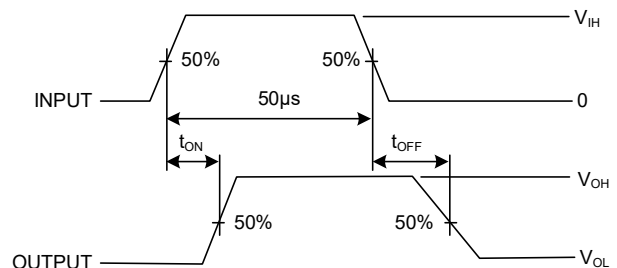 V_IH
50% 50%
INPUT 50µs 0
t_ON t_OFF
V_OH
50% 50%
OUTPUT V_OL